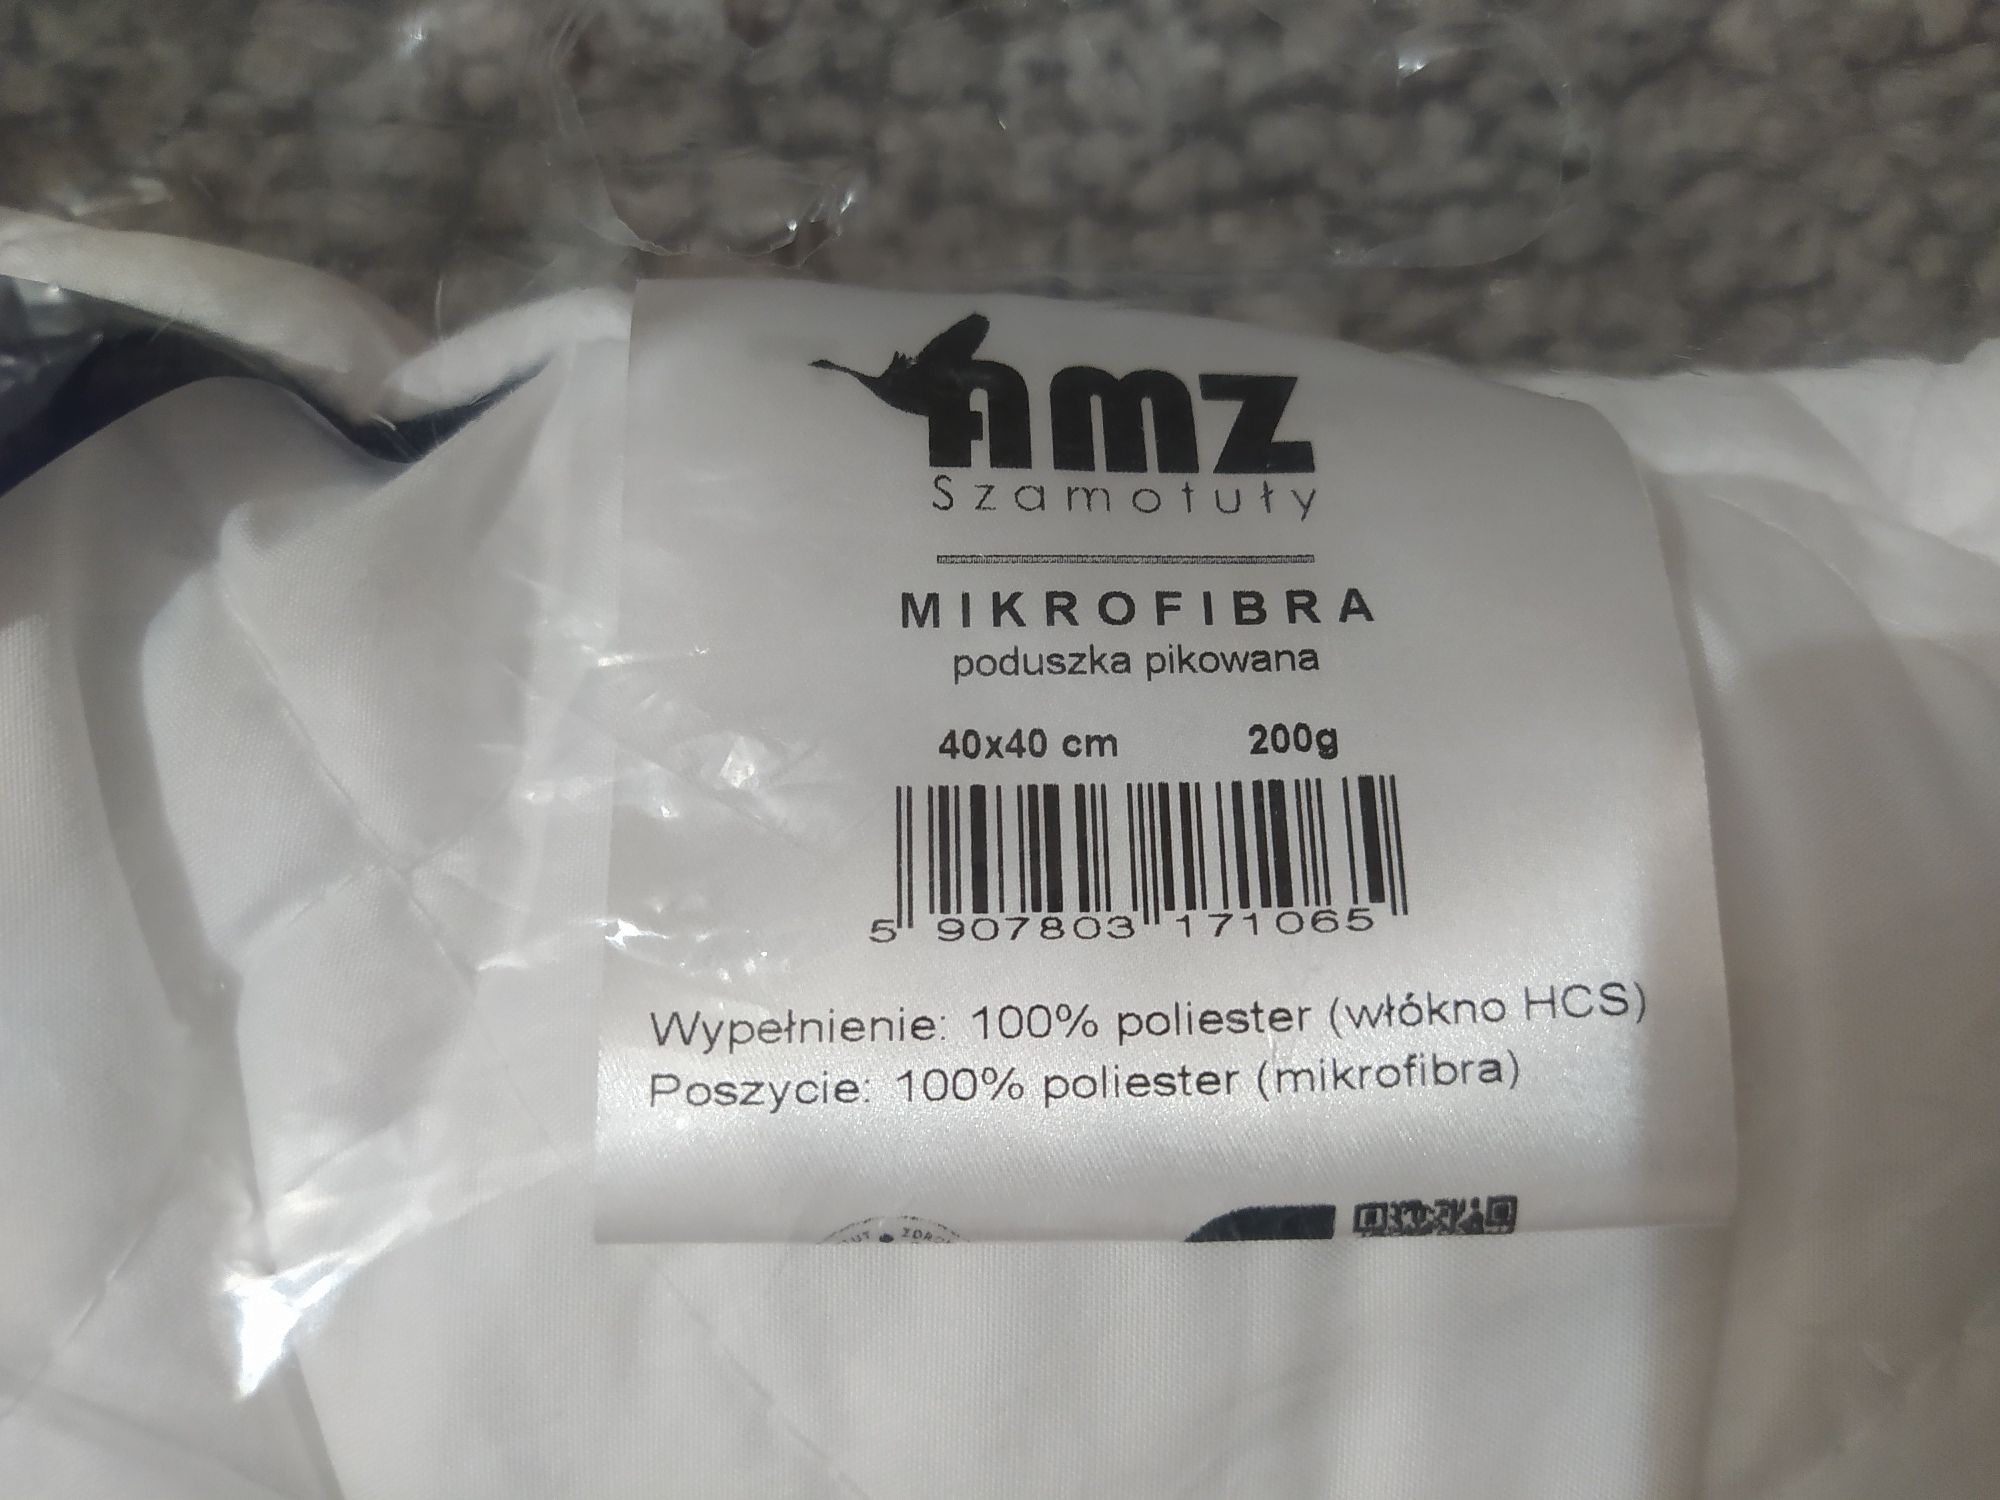 AMZ
Szamotuły
MIKROFIBRA
poduszka pikowana
40x40 cm 200g
5 907803 171065
Wypełnienie: 100% poliester (włókno HCS)
Poszycie: 100% poliester (mikrofibra)